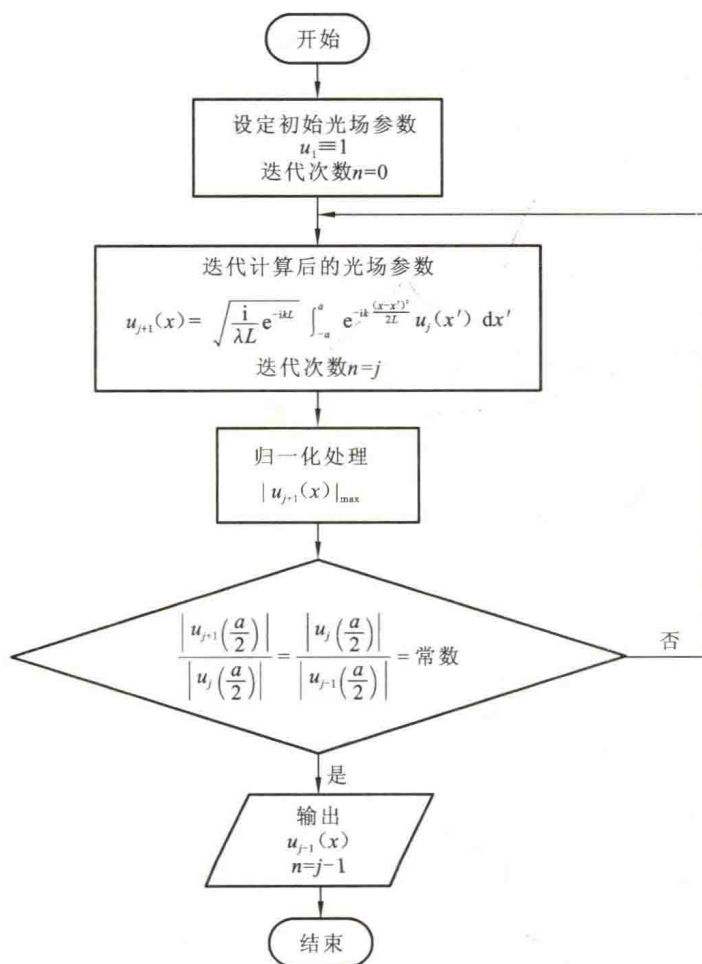 开始
设定初始光场参数
u₁≡1
迭代次数n=0
迭代计算后的光场参数
u_{j+1}(x)= √(i/(λL) e^{-ikL}) ∫_{-a}^{a} e^{-ik (x-x′)²/(2L)} u_j(x′) dx′
迭代次数n=j
归一化处理
|u_{j+1}(x)|_{max}
|u_{j+1}(a/2)|/|u_j(a/2)| = |u_j(a/2)|/|u_{j-1}(a/2)| =常数
否
是
输出
u_{j-1}(x)
n=j-1
结束